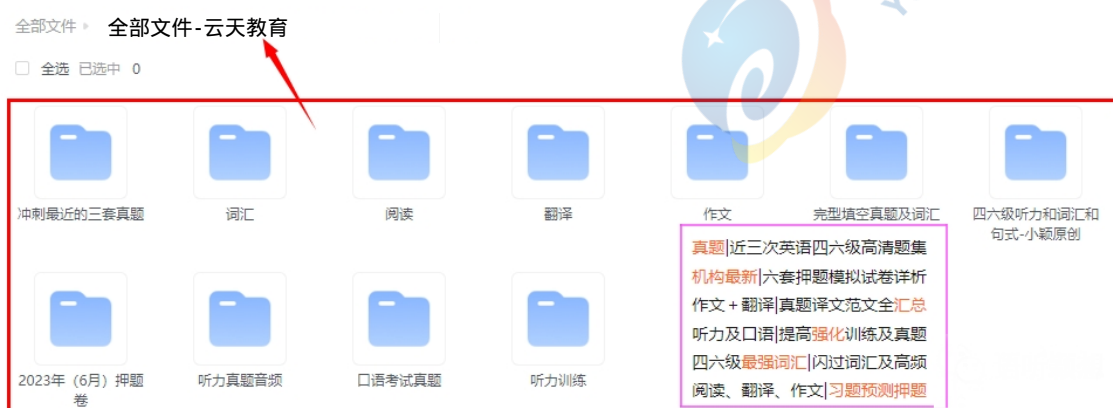 全部文件 全部文件-云天教育
全选 已选中 0
冲刺最近的三套真题
词汇
阅读
翻译
作文
完型填空真题及词汇
四六级听力和词汇和
句式-小颖原创
真题|近三次英语四六级高清题集
机构最新|六套押题模拟试卷详析
作文＋翻译|真题译文范文全汇总
听力及口语|提高强化训练及真题
四六级最强词汇|闪过词汇及高频
阅读、翻译、作文|习题预测押题
2023年（6月）押题
卷
听力真题音频
口语考试真题
听力训练